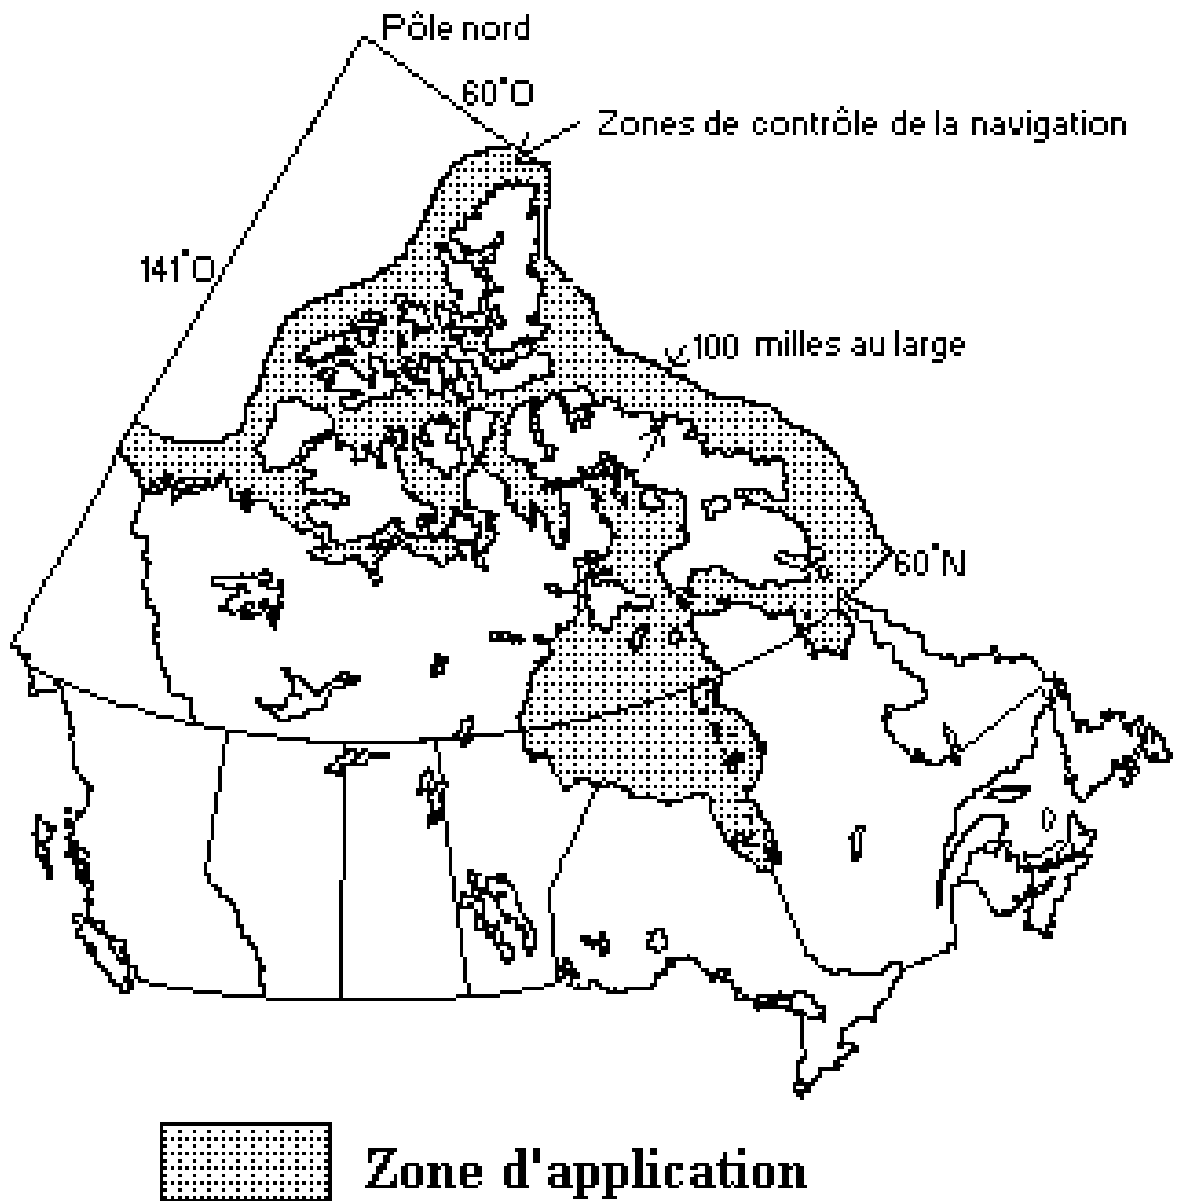 Pôle nord
60°O
Zones de contrôle de la navigation
141°O
100 milles au large
60°N
Zone d'application